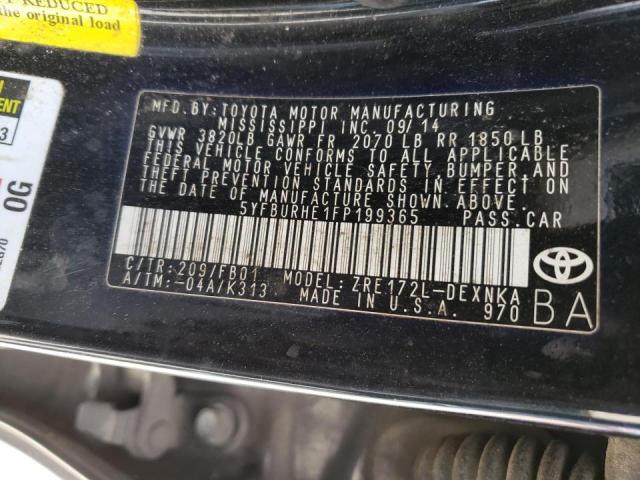 REDUCED
the original load
ENT
3
OG
MFD.BY:TOYOTA MOTOR MANUFACTURING
MISSISSIPPI INC. 09/14
GVWR 3820LB GAWR FR 2070 LB RR 1850 LB
THIS VEHICLE CONFORMS TO ALL APPLICABLE
FEDERAL MOTOR VEHICLE SAFETY, BUMPER, AND
THEFT PREVENTION STANDARDS IN EFFECT ON
THE DATE OF MANUFACTURE SHOWN ABOVE.
5YFBURHE1FP199365 PASS.CAR
C/TR:209/FB01 MODEL:ZRE172L-DEXNKA
A/TM:-04A/K313 MADE IN U.S.A. 970
BA